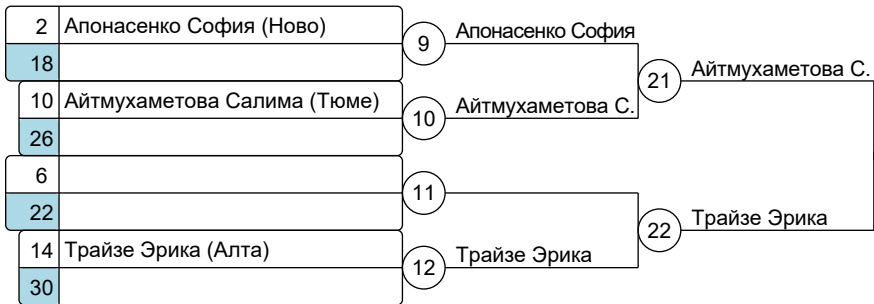 2 Апонасенко София (Ново)
18
9
Апонасенко София
10 Айтмухаметова Салима (Тюме)
26
10
Айтмухаметова С.
21
Айтмухаметова С.
6
22
11
14 Трайзе Эрика (Алта)
30
12
Трайзе Эрика
22
Трайзе Эрика